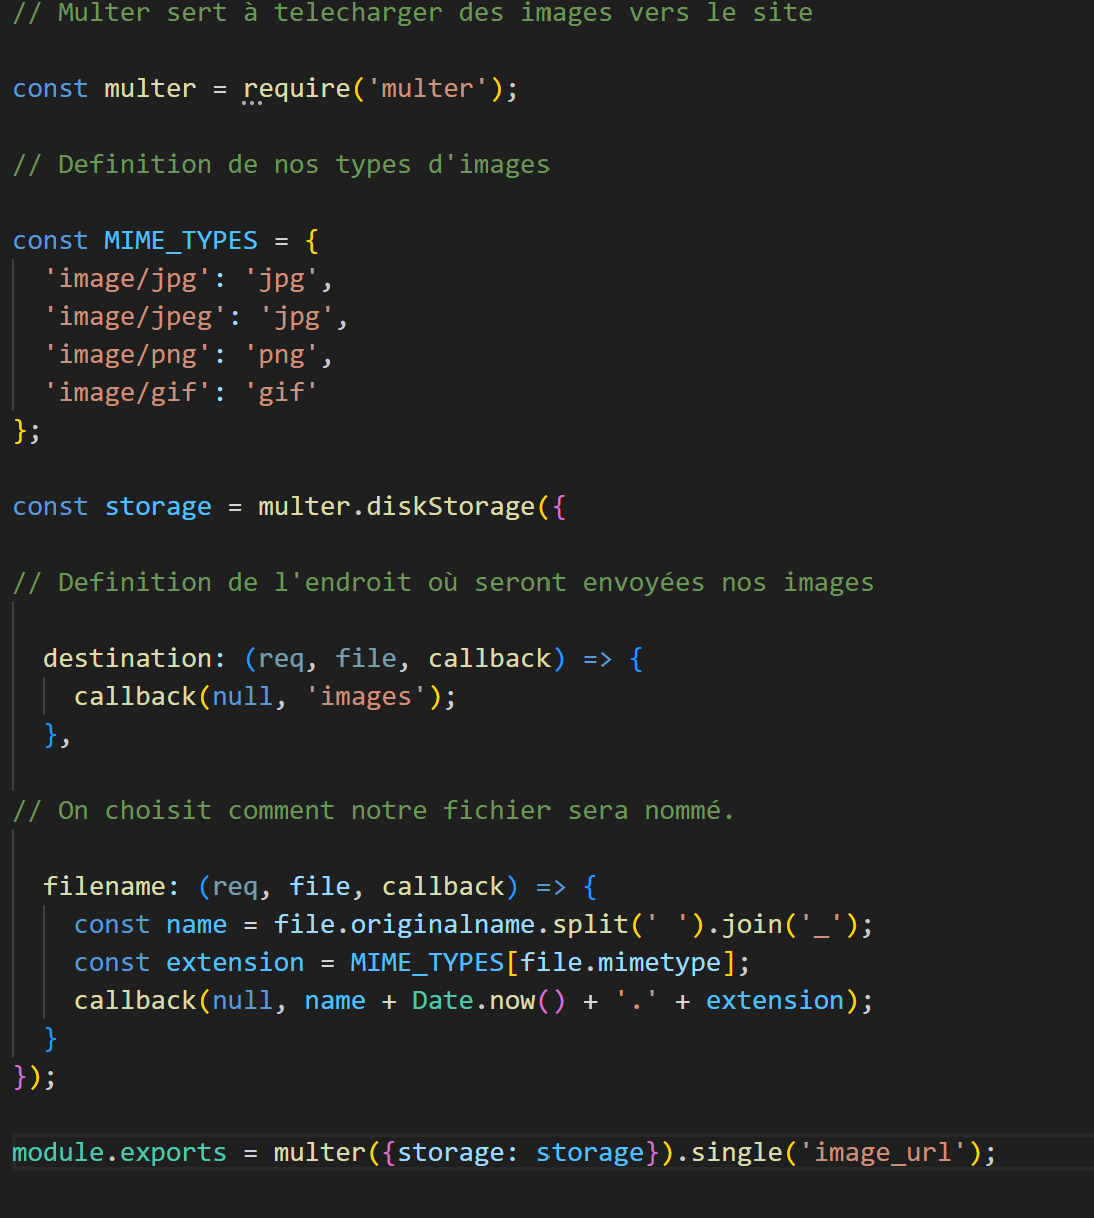 // Multer sert à telecharger des images vers le site
const multer = require('multer');
// Definition de nos types d'images
const MIME_TYPES = {
  'image/jpg': 'jpg',
  'image/jpeg': 'jpg',
  'image/png': 'png',
  'image/gif': 'gif'
};
const storage = multer.diskStorage({
// Definition de l'endroit où seront envoyées nos images
  destination: (req, file, callback) => {
    callback(null, 'images');
  },
// On choisit comment notre fichier sera nommé.
  filename: (req, file, callback) => {
    const name = file.originalname.split(' ').join('_');
    const extension = MIME_TYPES[file.mimetype];
    callback(null, name + Date.now() + '.' + extension);
  }
});
module.exports = multer({storage: storage}).single('image_url');